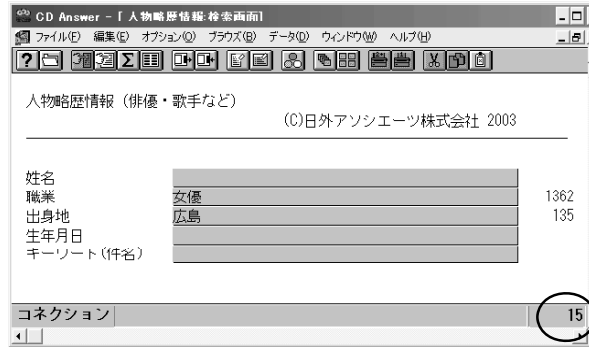 CD Answer - [ 人物略歴情報:検索画面]
ファイル(F) 編集(E) オプション(O) ブラウズ(B) データ(D) ウィンドウ(W) ヘルプ(H)
人物略歴情報（俳優・歌手など）
(C)日外アソシエーツ株式会社 2003
姓名
職業 女優 1362
出身地 広島 135
生年月日
キーワート(件名)
コネクション 15